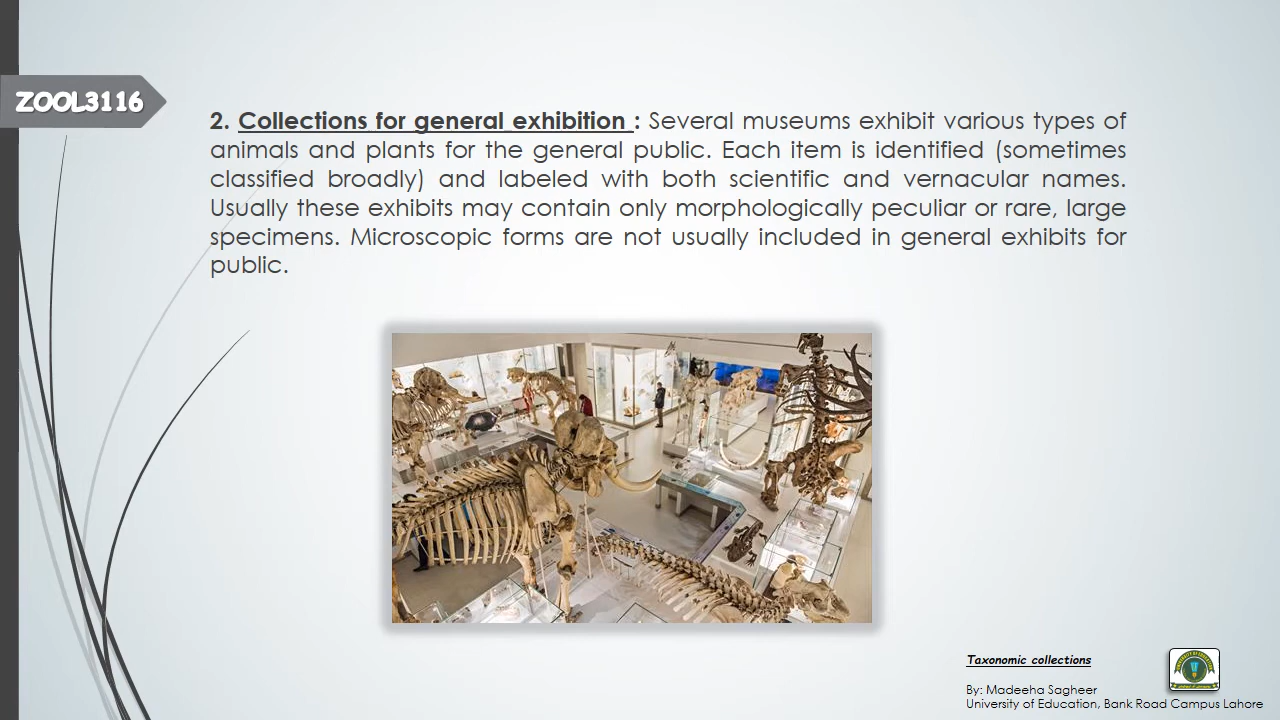 ZOOL3116
2. Collections for general exhibition : Several museums exhibit various types of
animals and plants for the general public. Each item is identified (sometimes
classified broadly) and labeled with both scientific and vernacular names.
Usually these exhibits may contain only morphologically peculiar or rare, large
specimens. Microscopic forms are not usually included in general exhibits for
public.
Taxonomic collections
By: Madeeha Sagheer
University of Education, Bank Road Campus Lahore